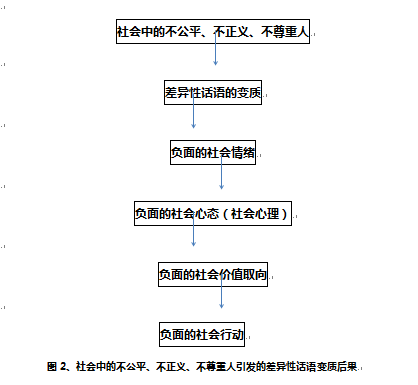 社会中的不公平、不正义、不尊重人
差异性话语的变质
负面的社会情绪
负面的社会心态（社会心理）
负面的社会价值取向
负面的社会行动
图 2、社会中的不公平、不正义、不尊重人引发的差异性话语变质后果